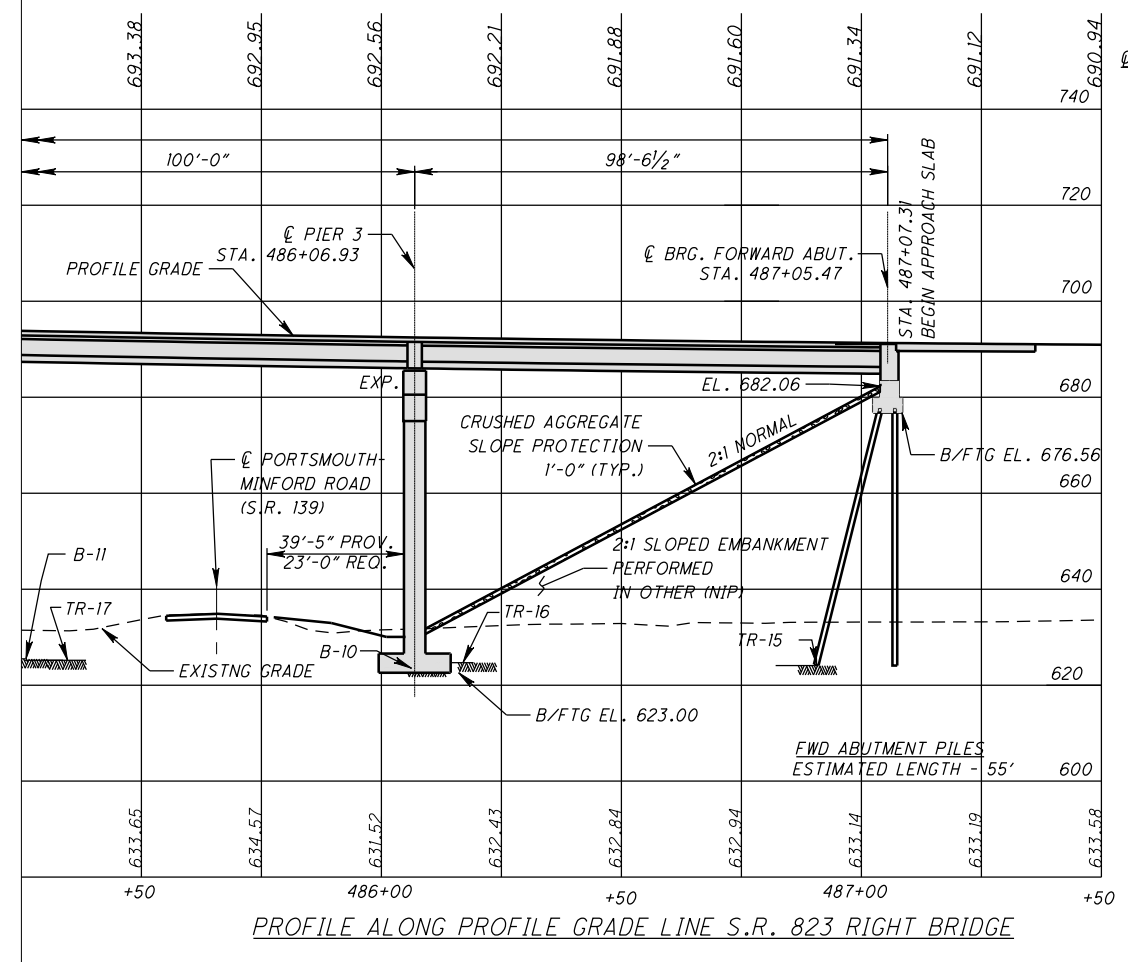 693.38
692.95
692.56
692.21
691.88
691.60
691.34
691.12
690.94
℄
740
100'-0"
98'-6½"
720
℄ PIER 3
STA. 486+06.93
PROFILE GRADE
℄ BRG. FORWARD ABUT.
STA. 487+05.47
STA. 487+07.31
BEGIN APPROACH SLAB
700
EXP.
EL. 682.06
680
CRUSHED AGGREGATE
SLOPE PROTECTION
1'-0" (TYP.)
2:1 NORMAL
B/FTG EL. 676.56
℄ PORTSMOUTH-
MINFORD ROAD
(S.R. 139)
660
39'-5" PROV.
23'-0" REQ.
2:1 SLOPED EMBANKMENT
PERFORMED
IN OTHER (NIP)
B-11
640
TR-17
TR-16
TR-15
B-10
EXISTNG GRADE
620
B/FTG EL. 623.00
FWD ABUTMENT PILES
ESTIMATED LENGTH - 55'
600
633.65
634.57
631.52
632.43
632.84
632.94
633.14
633.19
633.58
+50
486+00
+50
487+00
+50
PROFILE ALONG PROFILE GRADE LINE S.R. 823 RIGHT BRIDGE